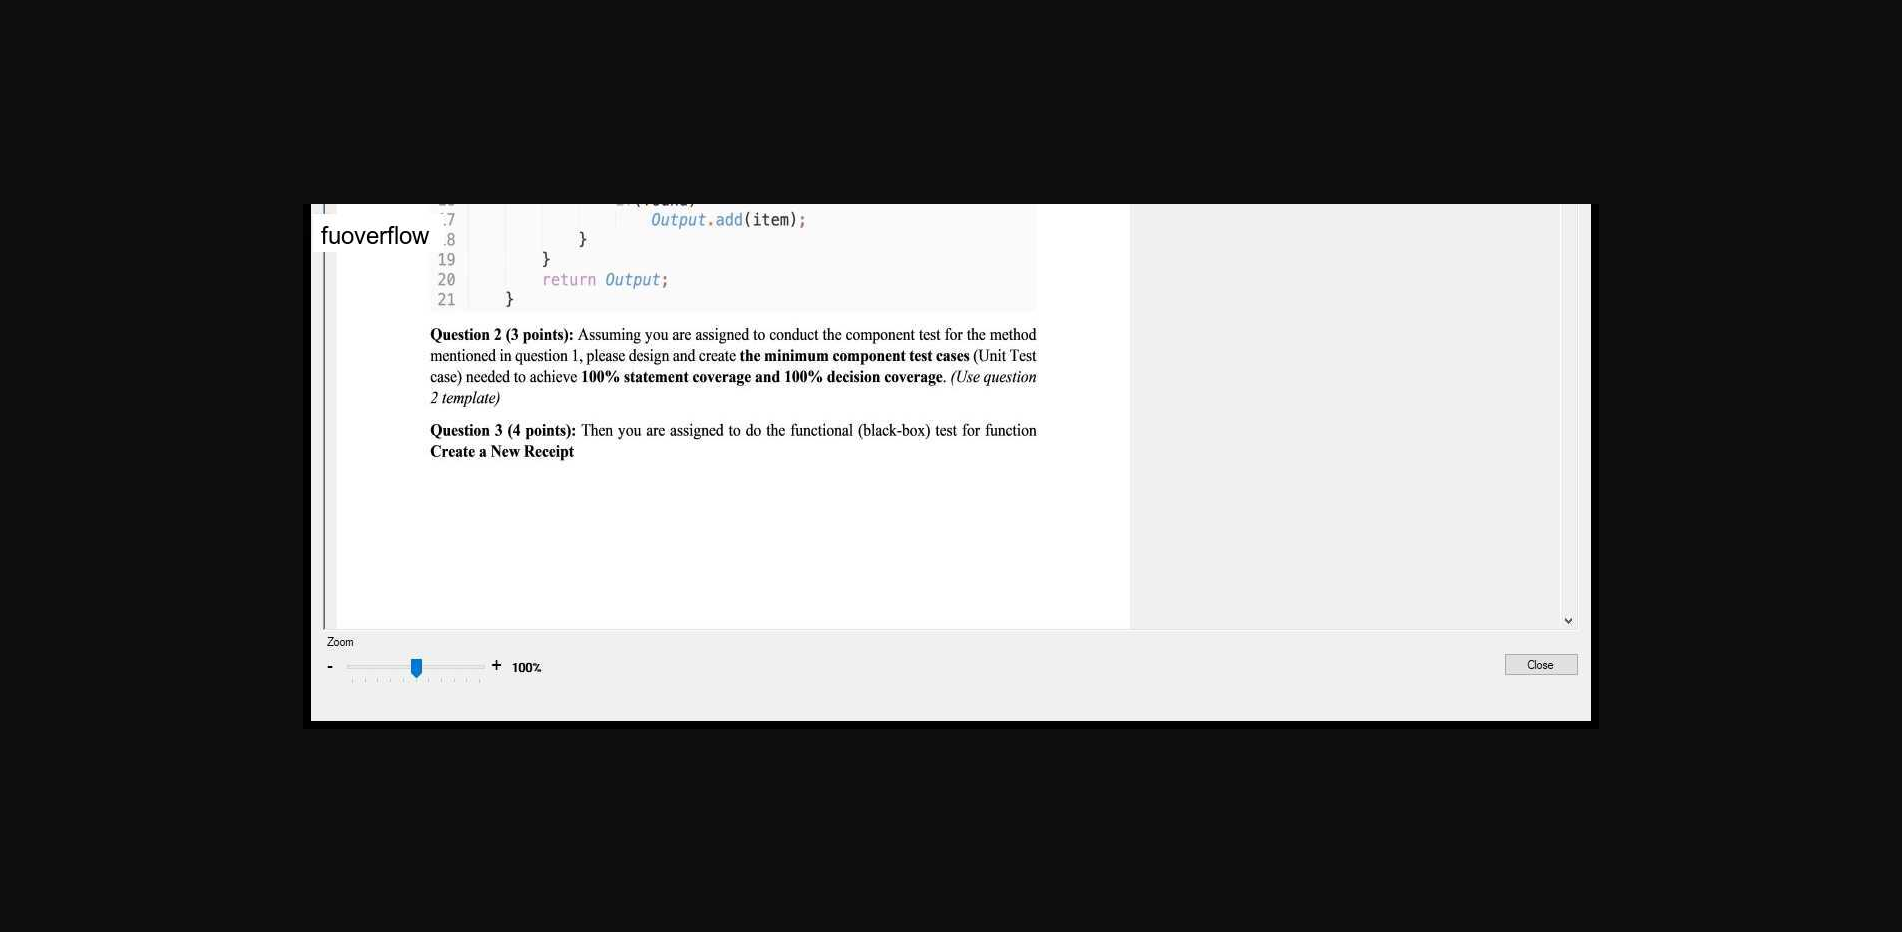 17 Output.add(item);
fuoverflow
18 }
19 }
20 return Output;
21 }
Question 2 (3 points): Assuming you are assigned to conduct the component test for the method
mentioned in question 1, please design and create the minimum component test cases (Unit Test
case) needed to achieve 100% statement coverage and 100% decision coverage. (Use question
2 template)
Question 3 (4 points): Then you are assigned to do the functional (black-box) test for function
Create a New Receipt
Zoom
- + 100%
Close